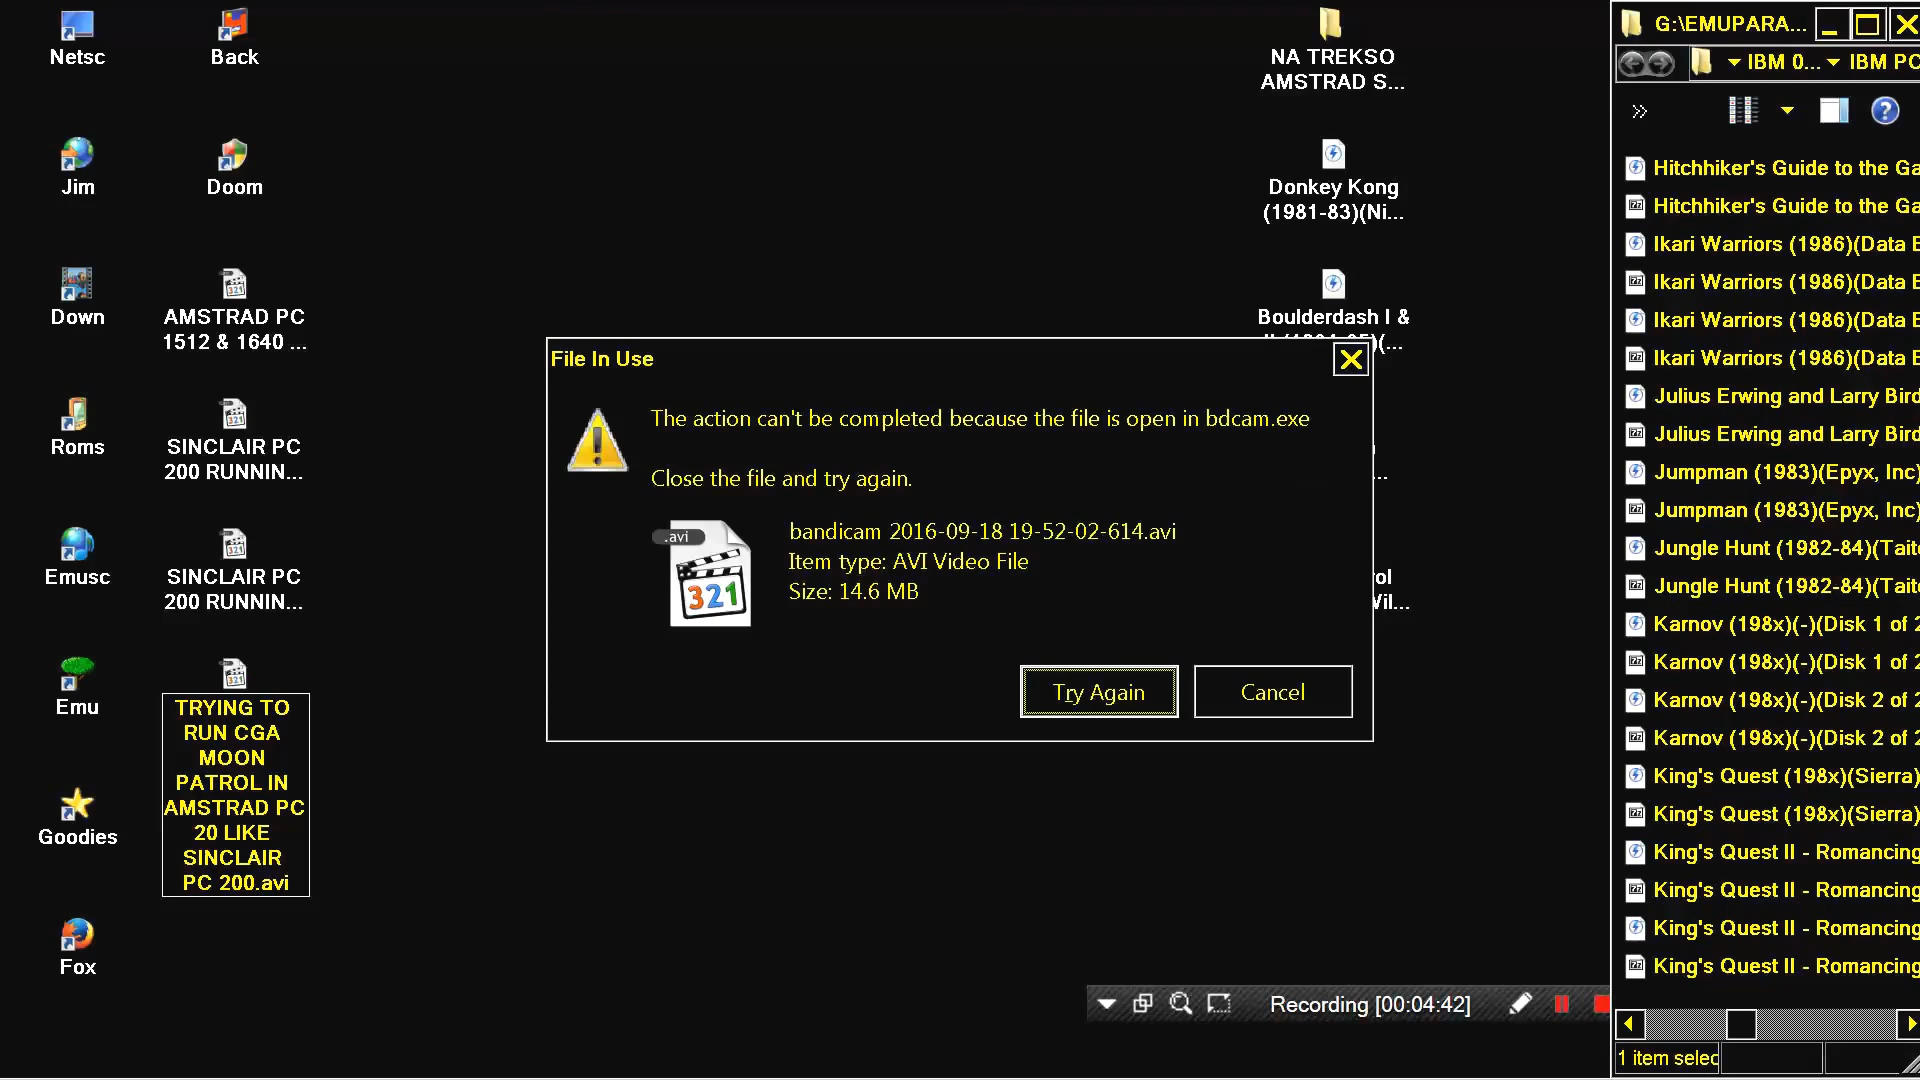 Netsc
Back
Jim
Doom
Down
AMSTRAD PC
1512 & 1640 ...
Roms
SINCLAIR PC
200 RUNNIN...
Emusc
SINCLAIR PC
200 RUNNIN...
Emu
TRYING TO
RUN CGA
MOON
PATROL IN
AMSTRAD PC
20 LIKE
SINCLAIR
PC 200.avi
Goodies
Fox
NA TREKSO
AMSTRAD S...
Donkey Kong
(1981-83)(Ni...
Boulderdash I &
)(...
...
rol
Wil...
File In Use
The action can't be completed because the file is open in bdcam.exe
Close the file and try again.
.avi
321
bandicam 2016-09-18 19-52-02-614.avi
Item type: AVI Video File
Size: 14.6 MB
Try Again
Cancel
Recording [00:04:42]
G:\EMUPARA...
IBM 0... IBM PC
Hitchhiker's Guide to the Ga
Hitchhiker's Guide to the Ga
Ikari Warriors (1986)(Data E
Ikari Warriors (1986)(Data E
Ikari Warriors (1986)(Data E
Ikari Warriors (1986)(Data E
Julius Erwing and Larry Bird
Julius Erwing and Larry Bird
Jumpman (1983)(Epyx, Inc)
Jumpman (1983)(Epyx, Inc)
Jungle Hunt (1982-84)(Taito
Jungle Hunt (1982-84)(Taito
Karnov (198x)(-)(Disk 1 of 2
Karnov (198x)(-)(Disk 1 of 2
Karnov (198x)(-)(Disk 2 of 2
Karnov (198x)(-)(Disk 2 of 2
King's Quest (198x)(Sierra)
King's Quest (198x)(Sierra)
King's Quest II - Romancing
King's Quest II - Romancing
King's Quest II - Romancing
King's Quest II - Romancing
1 item selec